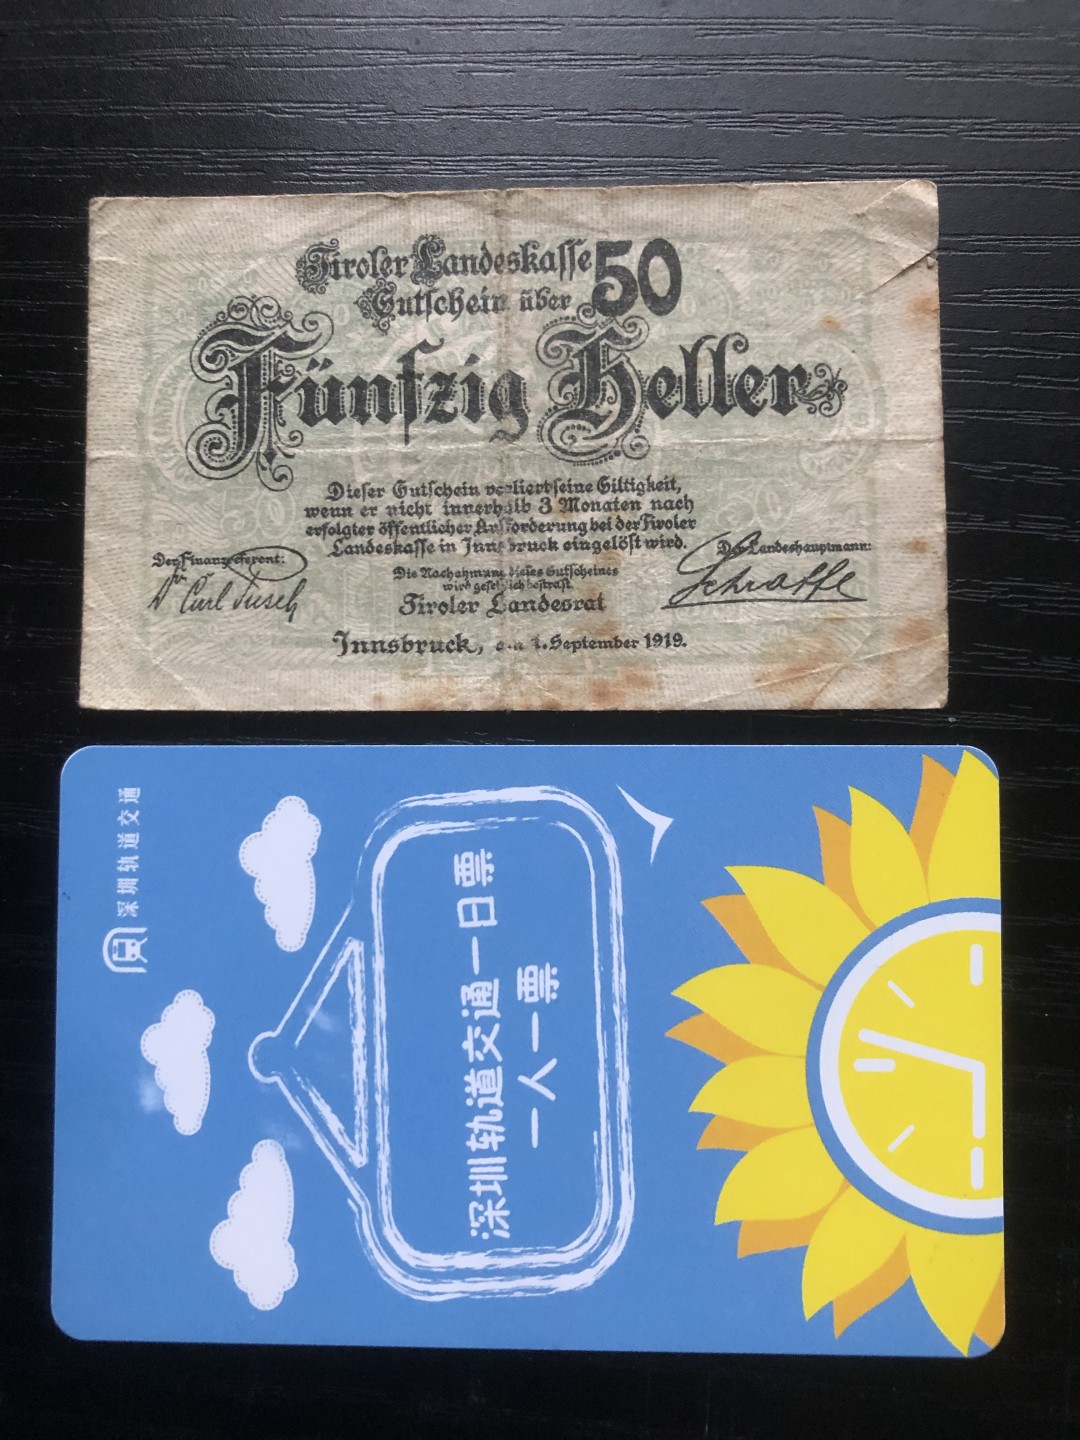 Tiroler Landeskasse
Gutschein über 50
Fünfzig Heller
Dieser Gutschein verliert seine Giltigkeit,
wenn er nicht innerhalb 3 Monaten nach
erfolgter öffentlicher Aufforderung bei der Tiroler
Landeskasse in Innsbruck eingelöst wird.
Der Finanzreferent:
Der Landeshauptmann:
Die Nachahmung dieses Gutscheines
wird gesetzlich bestraft.
Schraffl
Tiroler Landesrat
Innsbruck, am 1. September 1919.
深圳轨道交通
深圳轨道交通一日票
一人一票